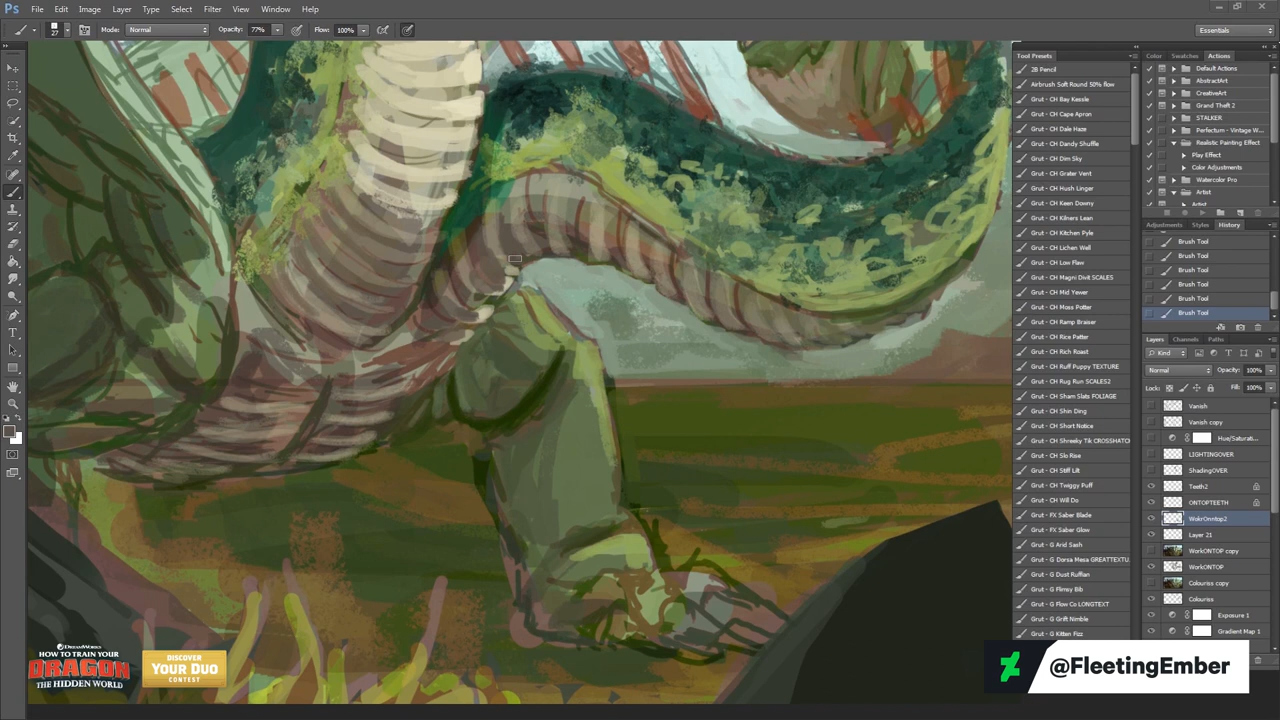 Ps File Edit Image Layer Type Select Filter View Window Help
27 Mode: Normal Opacity: 77% Flow: 100% Essentials
Tool Presets
2B Pencil
Airbrush Soft Round 50% flow
Grut - CH Bay Kessle
Grut - CH Cape Apron
Grut - CH Dale Haze
Grut - CH Dandy Shuffle
Grut - CH Dim Sky
Grut - CH Grater Vent
Grut - CH Hush Linger
Grut - CH Keen Downy
Grut - CH Kilners Lean
Grut - CH Kitchen Pyle
Grut - CH Lichen Well
Grut - CH Low Flaw
Grut - CH Magni Divit SCALES
Grut - CH Mid Yewer
Grut - CH Moss Potter
Grut - CH Ramp Braiser
Grut - CH Rice Patter
Grut - CH Rich Roast
Grut - CH Ruff Puppy TEXTURE
Grut - CH Rug Run SCALES2
Grut - CH Sham Slats FOLIAGE
Grut - CH Shin Ding
Grut - CH Short Notice
Grut - CH Shreeky Tik CROSSHATC
Grut - CH Slo Rise
Grut - CH Stiff Lilt
Grut - CH Twiggy Puff
Grut - CH Will Do
Grut - FX Saber Blade
Grut - FX Saber Glow
Grut - G Arid Sash
Grut - G Dorsa Mesa GREATTEXTU
Grut - G Dust Ruffian
Grut - G Flimsy Bib
Grut - G Flow Co LONGTEXT
Grut - G Grift Nimble
Grut - G Kitten Fizz
Color Swatches Actions
Default Actions
AbstractArt
CreativeArt
Grand Theft 2
STALKER
Perfectum - Vintage W...
Realistic Painting Effect
Play Effect
Color Adjustments
Watercolor Pro
Artist
Artist
Adjustments Styles History
Brush Tool
Brush Tool
Brush Tool
Brush Tool
Brush Tool
Brush Tool
Layers Channels Paths
Kind
Normal Opacity: 100%
Lock: Fill: 100%
Vanish
Vanish copy
Hue/Saturati...
LIGHTINGOVER
ShadingOVER
Teeth2
ONTOPTEETH
WokrOnntop2
Layer 21
WorkONTOP copy
WorkONTOP
Colouriss copy
Colouriss
Exposure 1
Gradient Map 1
DREAMWORKS
HOW TO TRAIN YOUR
DRAGON
THE HIDDEN WORLD
DISCOVER
YOUR DUO
CONTEST
@FleetingEmber